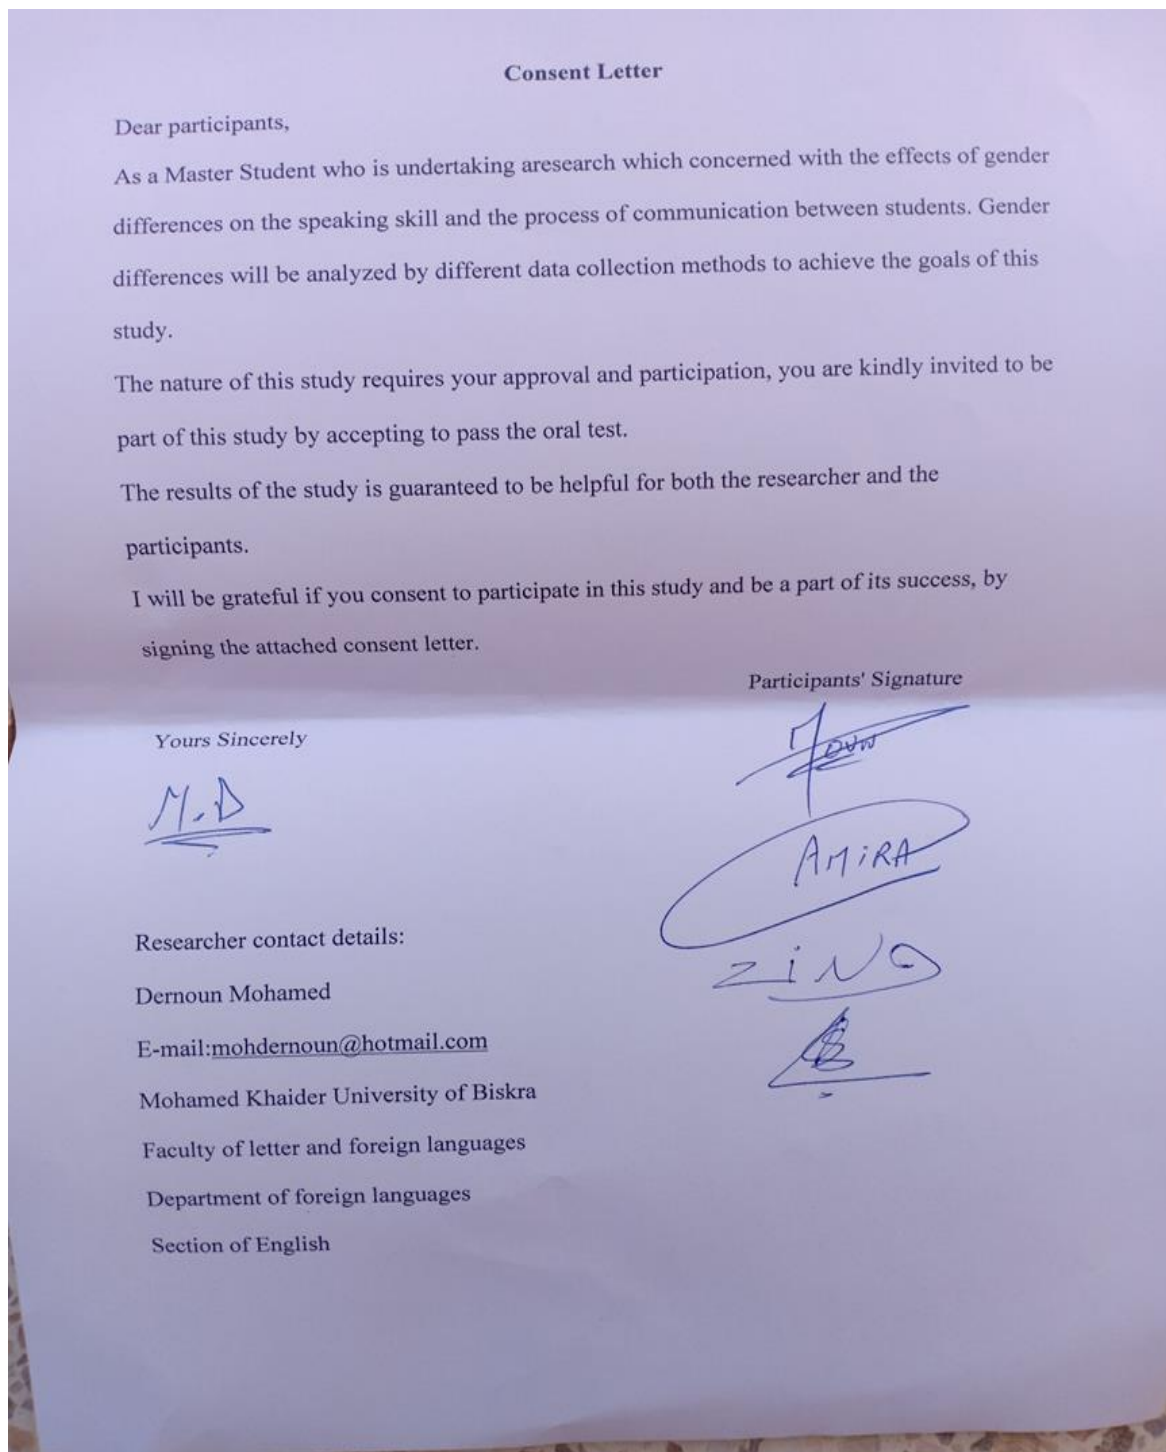 Consent Letter
Dear participants,
As a Master Student who is undertaking aresearch which concerned with the effects of gender
differences on the speaking skill and the process of communication between students. Gender
differences will be analyzed by different data collection methods to achieve the goals of this
study.
The nature of this study requires your approval and participation, you are kindly invited to be
part of this study by accepting to pass the oral test.
The results of the study is guaranteed to be helpful for both the researcher and the
participants.
I will be grateful if you consent to participate in this study and be a part of its success, by
signing the attached consent letter.
Participants' Signature
Yours Sincerely
M.D
AMiRA
ZiNO
Researcher contact details:
Dernoun Mohamed
E-mail:mohdernoun@hotmail.com
Mohamed Khaider University of Biskra
Faculty of letter and foreign languages
Department of foreign languages
Section of English